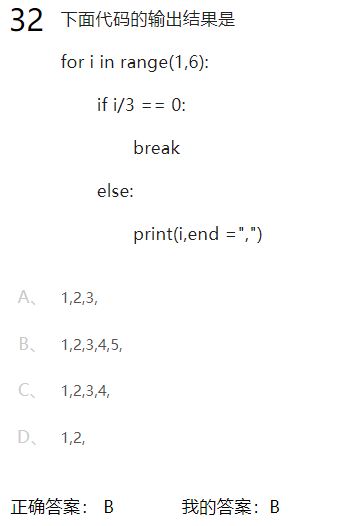 32 下面代码的输出结果是
for i in range(1,6):
if i/3 == 0:
break
else:
print(i,end =",")
A、 1,2,3,
B、 1,2,3,4,5,
C、 1,2,3,4,
D、 1,2,
正确答案： B 我的答案：B